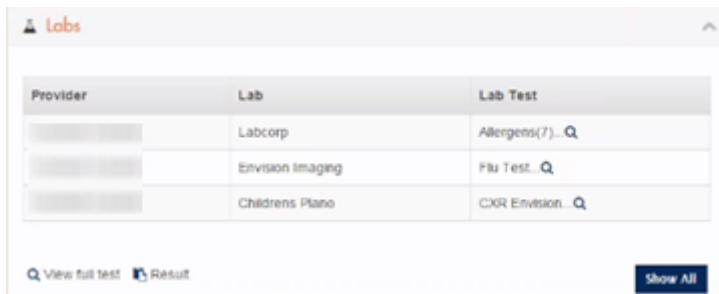 Labs
Provider Lab Lab Test
Labcorp Allergens(7)...
Envision Imaging Flu Test...
Childrens Plano CXR Envision...
View full test Result Show All